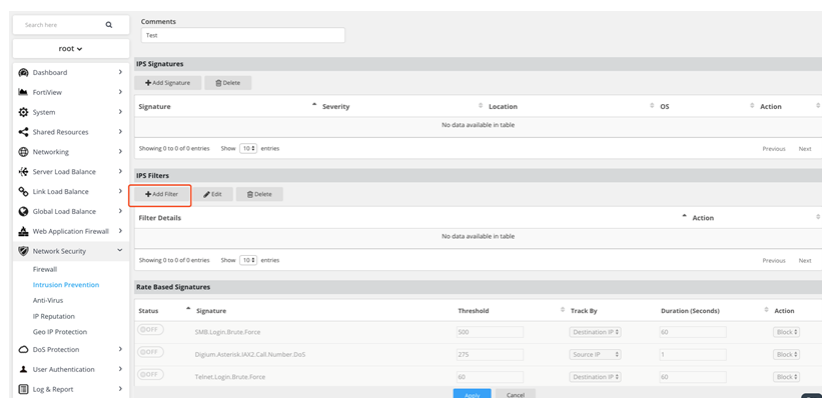 Search here
root
Dashboard
FortiView
System
Shared Resources
Networking
Server Load Balance
Link Load Balance
Global Load Balance
Web Application Firewall
Network Security
Firewall
Intrusion Prevention
Anti-Virus
IP Reputation
Geo IP Protection
DoS Protection
User Authentication
Log & Report
Comments
Test
IPS Signatures
Add Signature Delete
Signature Severity Location OS Action
No data available in table
Showing 0 to 0 of 0 entries Show 10 entries Previous Next
IPS Filters
Add Filter Edit Delete
Filter Details Action
No data available in table
Showing 0 to 0 of 0 entries Show 10 entries Previous Next
Rate Based Signatures
Status Signature Threshold Track By Duration (Seconds) Action
OFF SMB.Login.Brute.Force 500 Destination IP 60 Block
OFF Digium.Asterisk.IAX2.Call.Number.DoS 275 Source IP 1 Block
OFF Telnet.Login.Brute.Force 60 Destination IP 60 Block
Apply Cancel